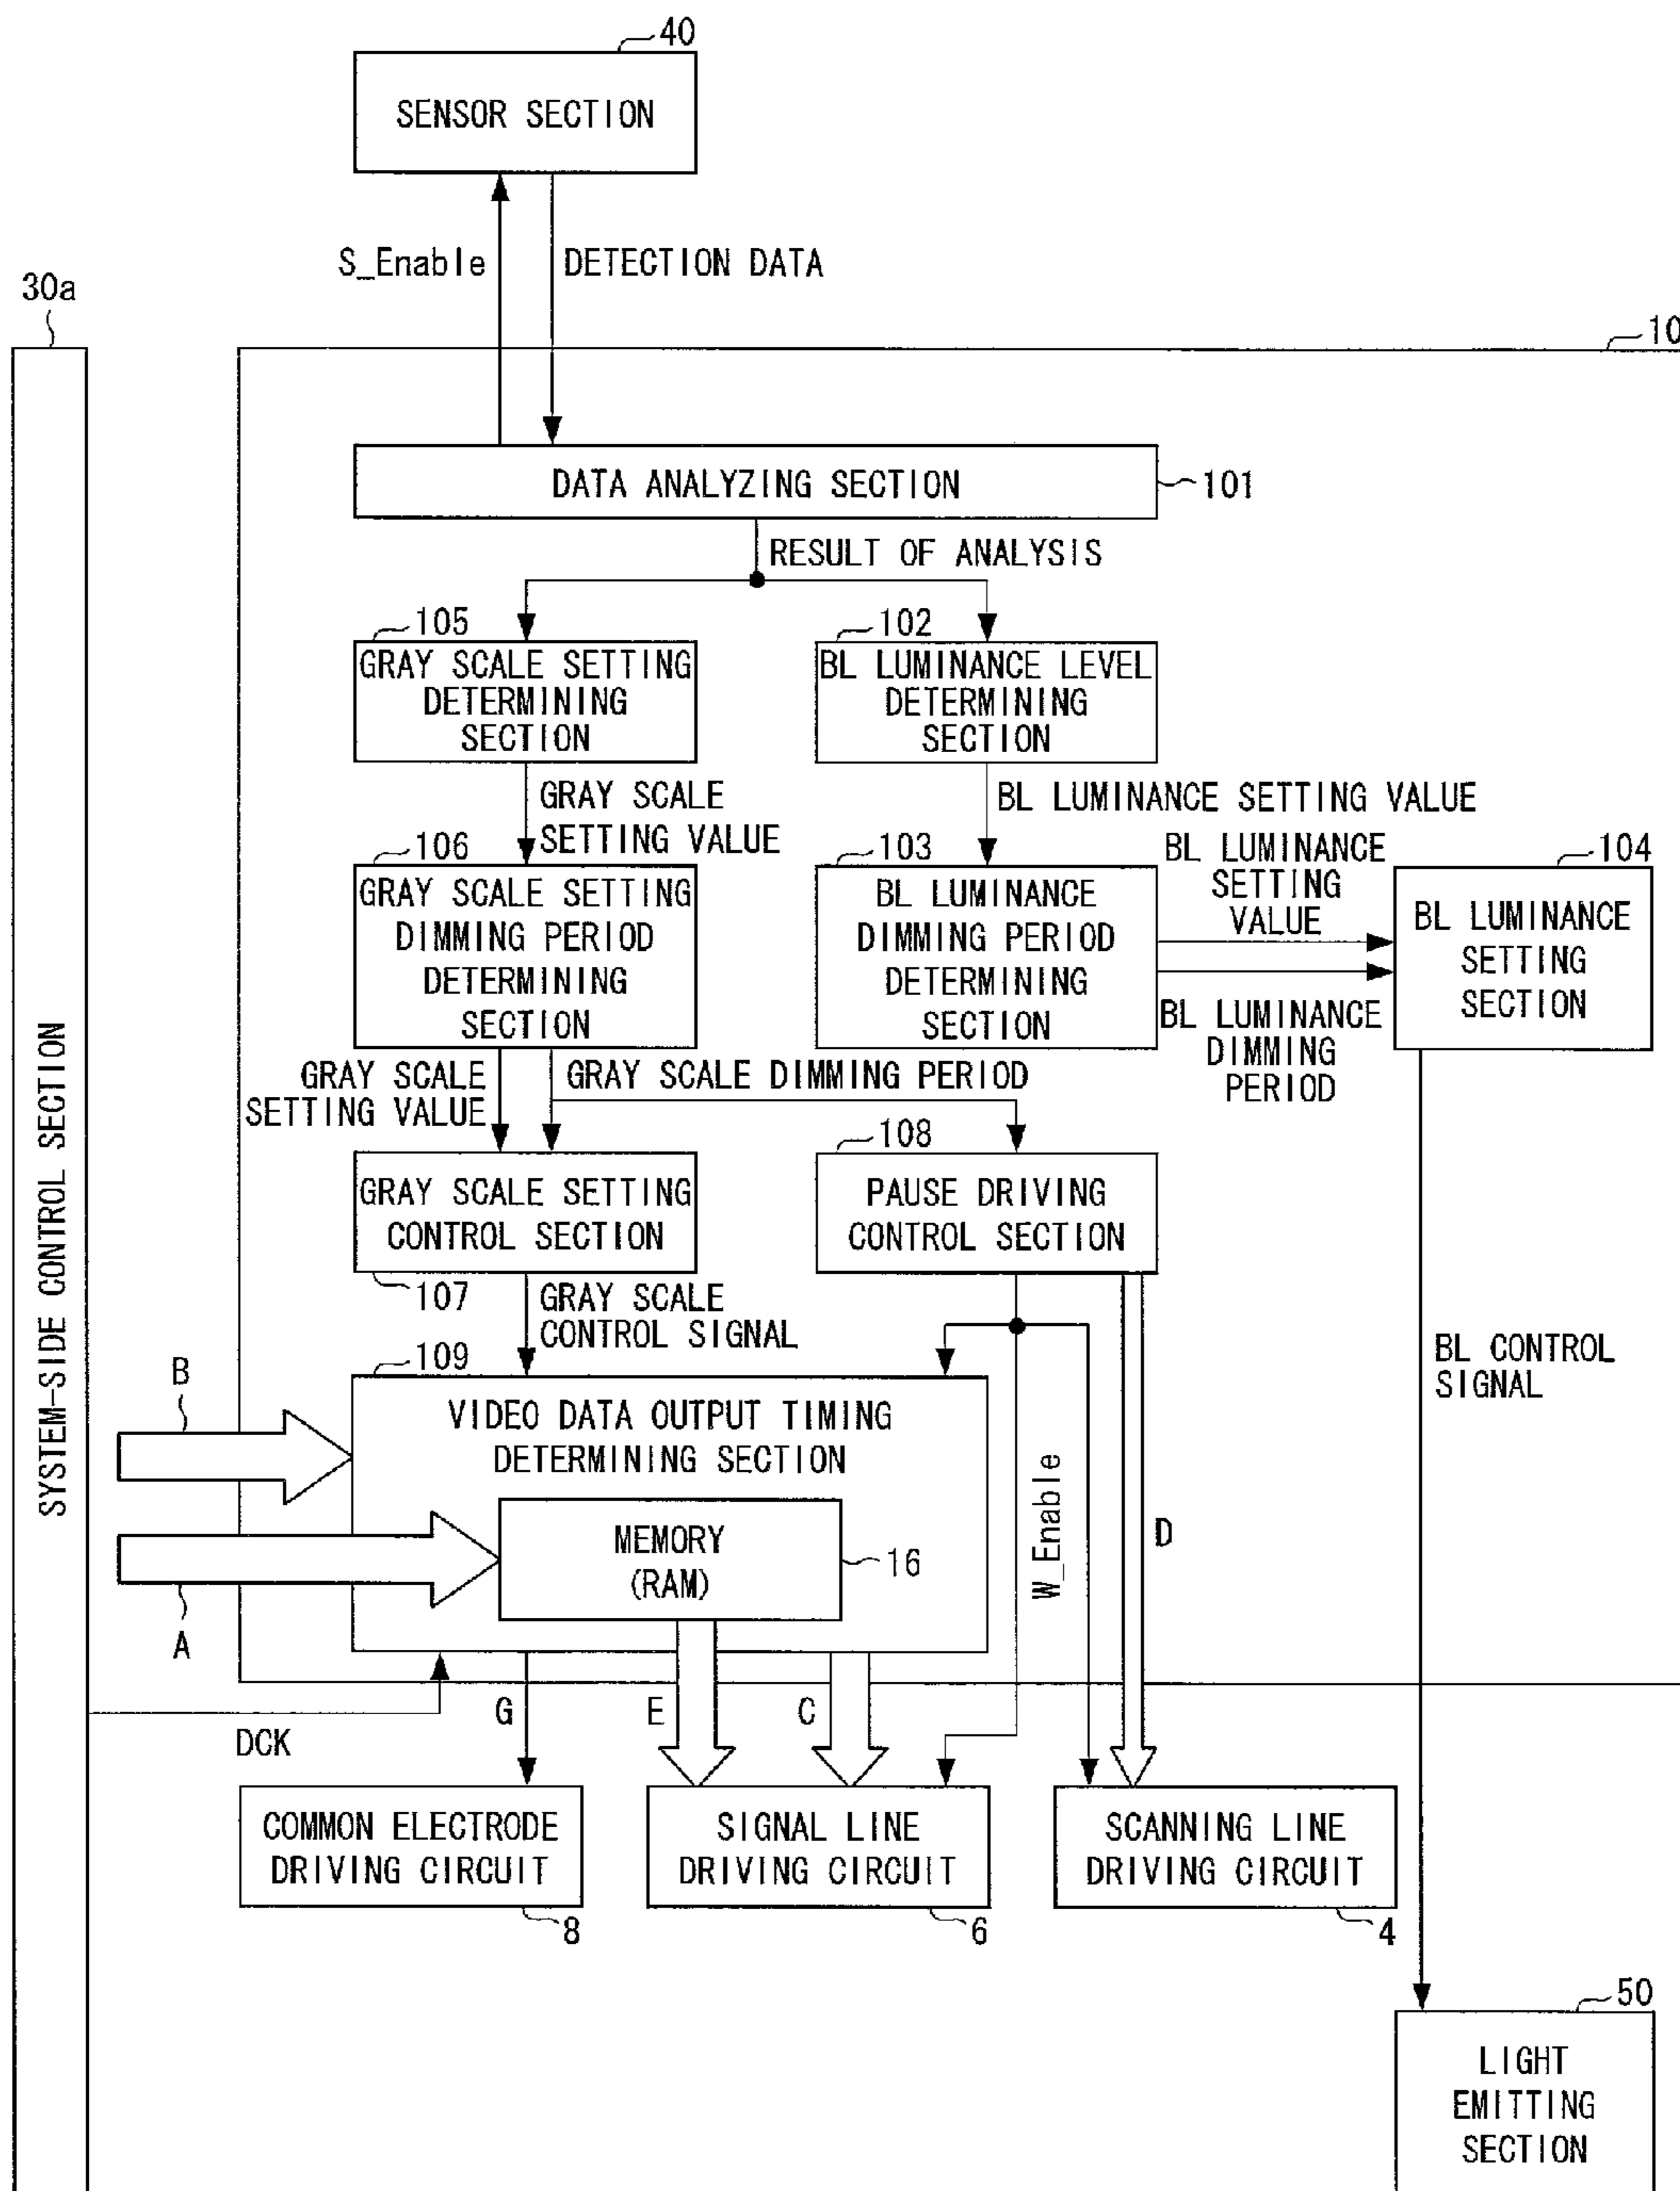 40
SENSOR SECTION
S_Enable
DETECTION DATA
30a
10
DATA ANALYZING SECTION
101
RESULT OF ANALYSIS
105
GRAY SCALE SETTING
DETERMINING
SECTION
102
BL LUMINANCE LEVEL
DETERMINING
SECTION
GRAY SCALE
SETTING VALUE
BL LUMINANCE SETTING VALUE
106
GRAY SCALE SETTING
DIMMING PERIOD
DETERMINING
SECTION
103
BL LUMINANCE
DIMMING PERIOD
DETERMINING
SECTION
BL LUMINANCE
SETTING
VALUE
BL LUMINANCE
DIMMING
PERIOD
104
BL LUMINANCE
SETTING
SECTION
GRAY SCALE
SETTING VALUE
GRAY SCALE DIMMING PERIOD
GRAY SCALE SETTING
CONTROL SECTION
107
108
PAUSE DRIVING
CONTROL SECTION
GRAY SCALE
CONTROL SIGNAL
SYSTEM-SIDE CONTROL SECTION
109
VIDEO DATA OUTPUT TIMING
DETERMINING SECTION
B
MEMORY
(RAM)
16
A
W_Enable
D
BL CONTROL
SIGNAL
DCK
G
E
C
COMMON ELECTRODE
DRIVING CIRCUIT
8
SIGNAL LINE
DRIVING CIRCUIT
6
SCANNING LINE
DRIVING CIRCUIT
4
50
LIGHT
EMITTING
SECTION